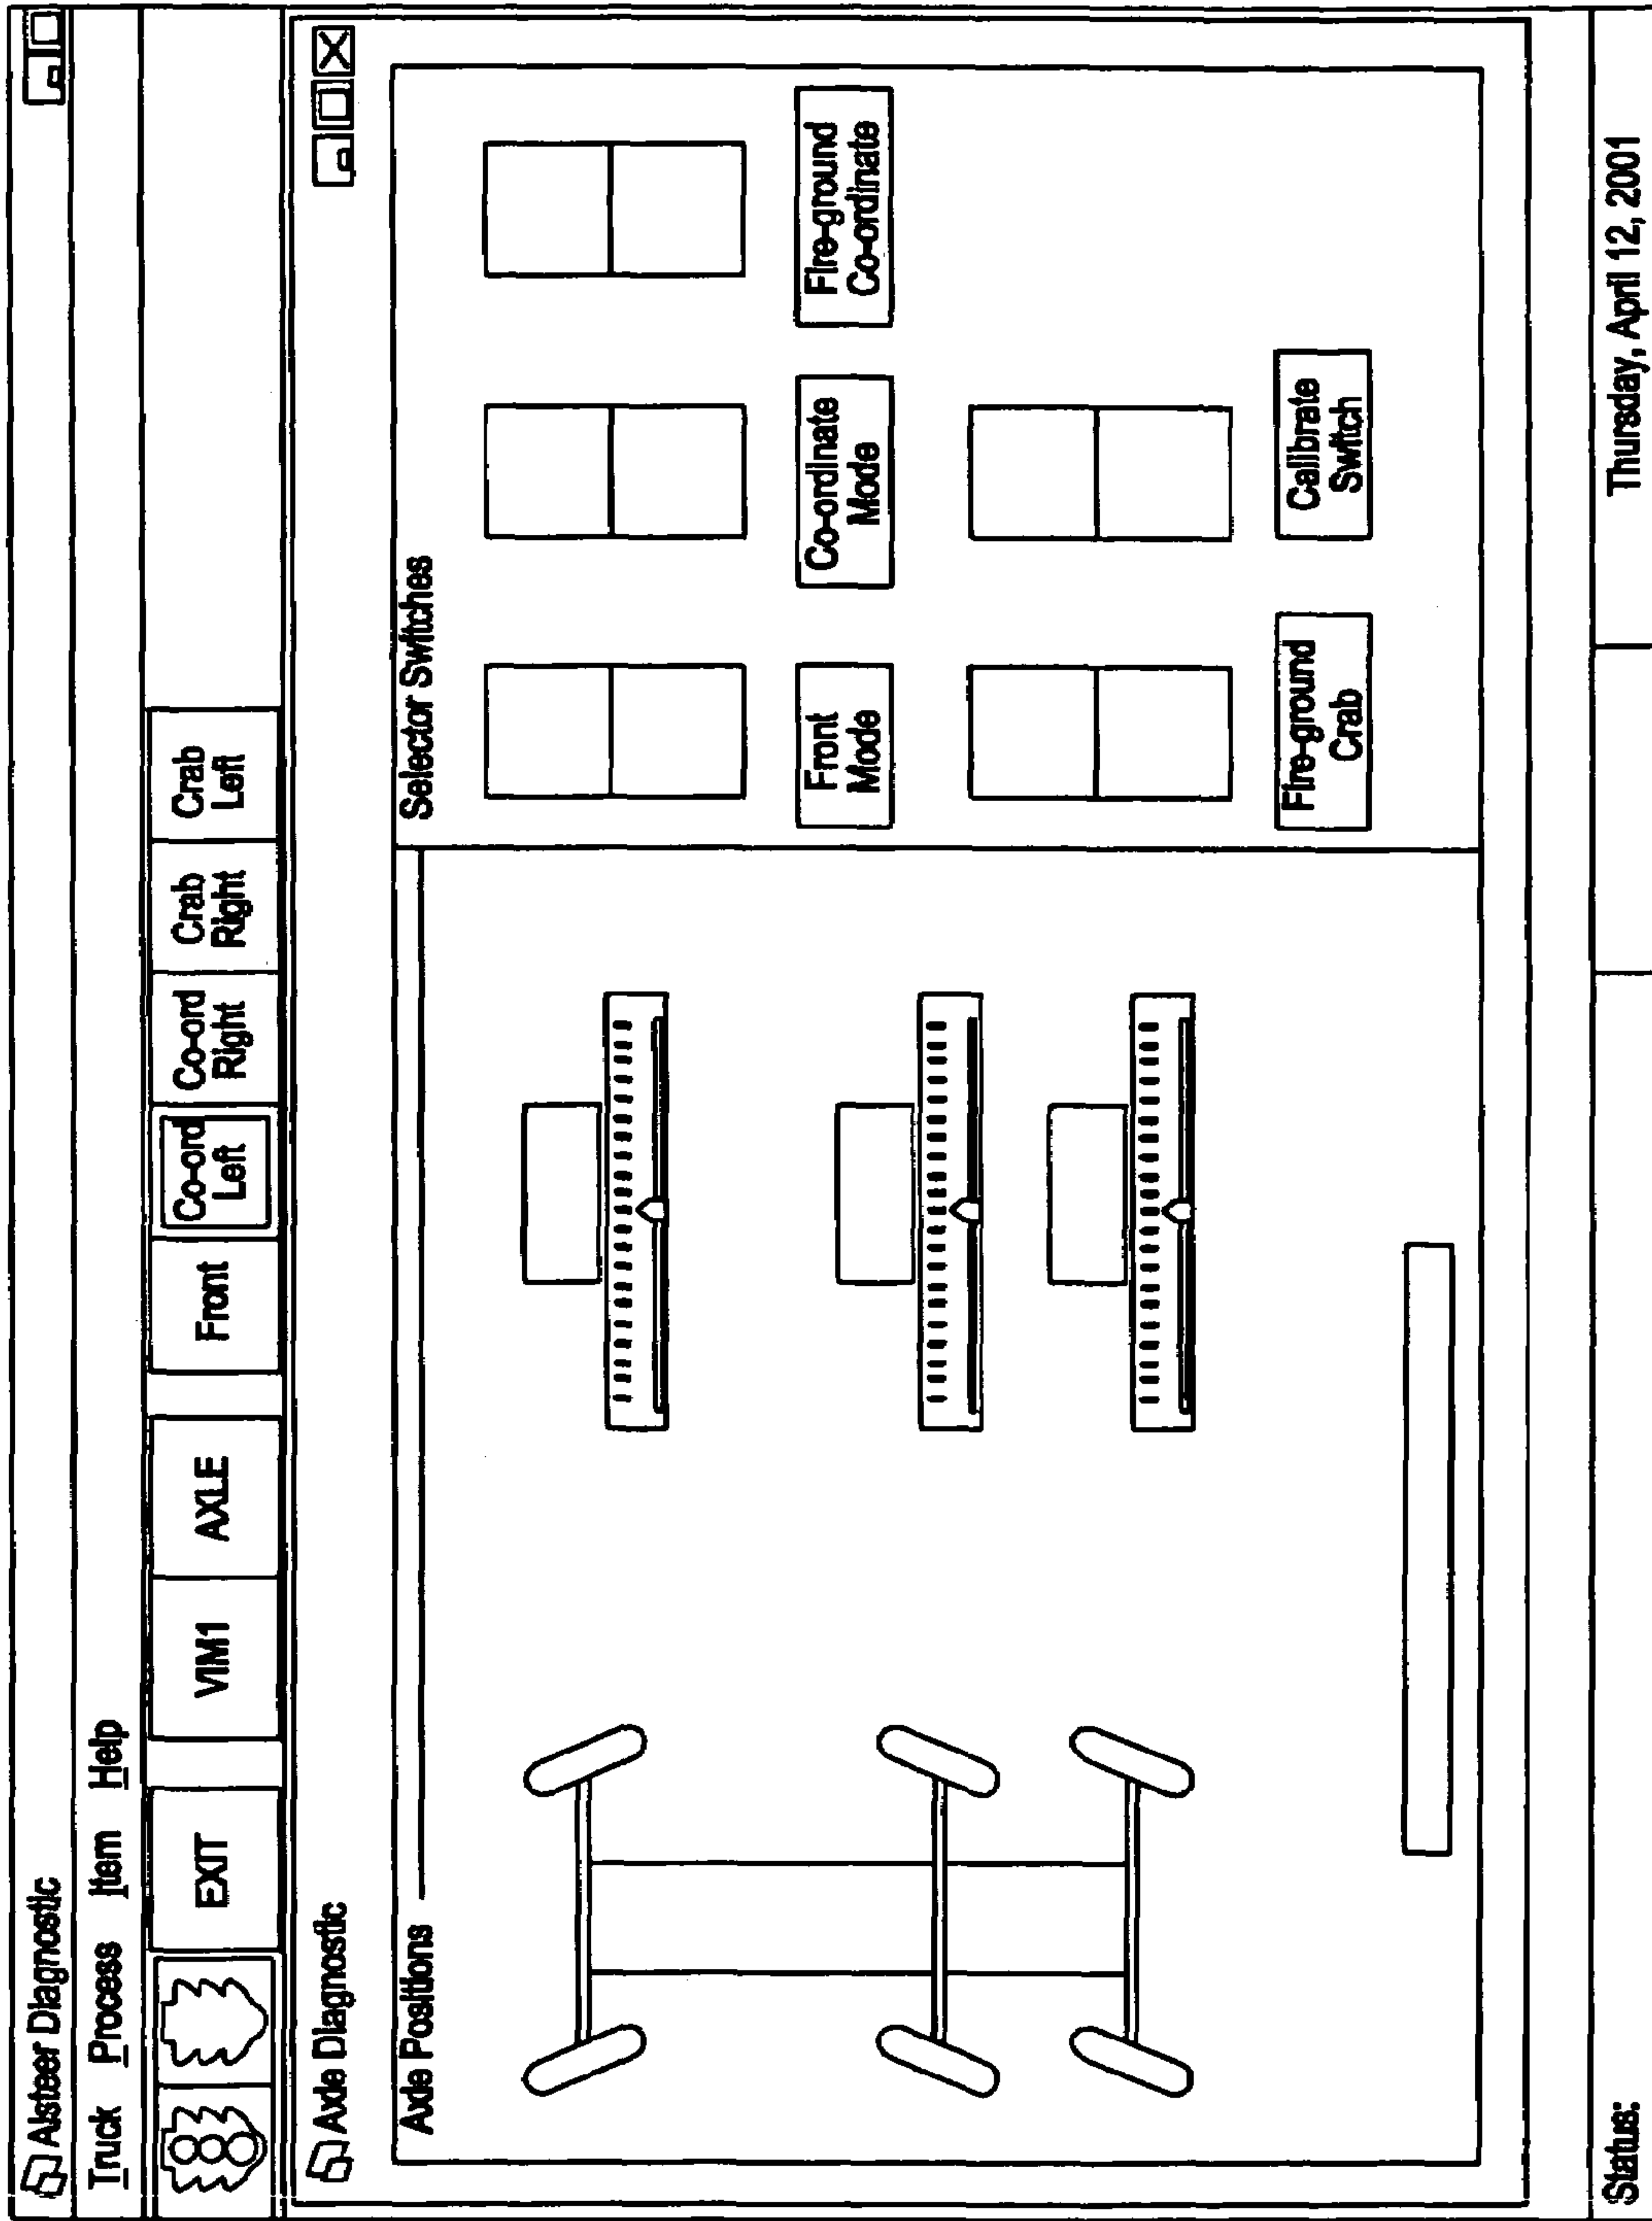 Alsteer Diagnostic
Truck Process Item Help
EXIT VIM1 AXLE Front Co-ord Left Co-ord Right Crab Right Crab Left
Axle Diagnostic
Axle Positions
Selector Switches
Front
Mode
Co-ordinate
Mode
Fire-ground
Co-ordinate
Fire-ground
Crab
Calibrate
Switch
Status:
Thursday, April 12, 2001